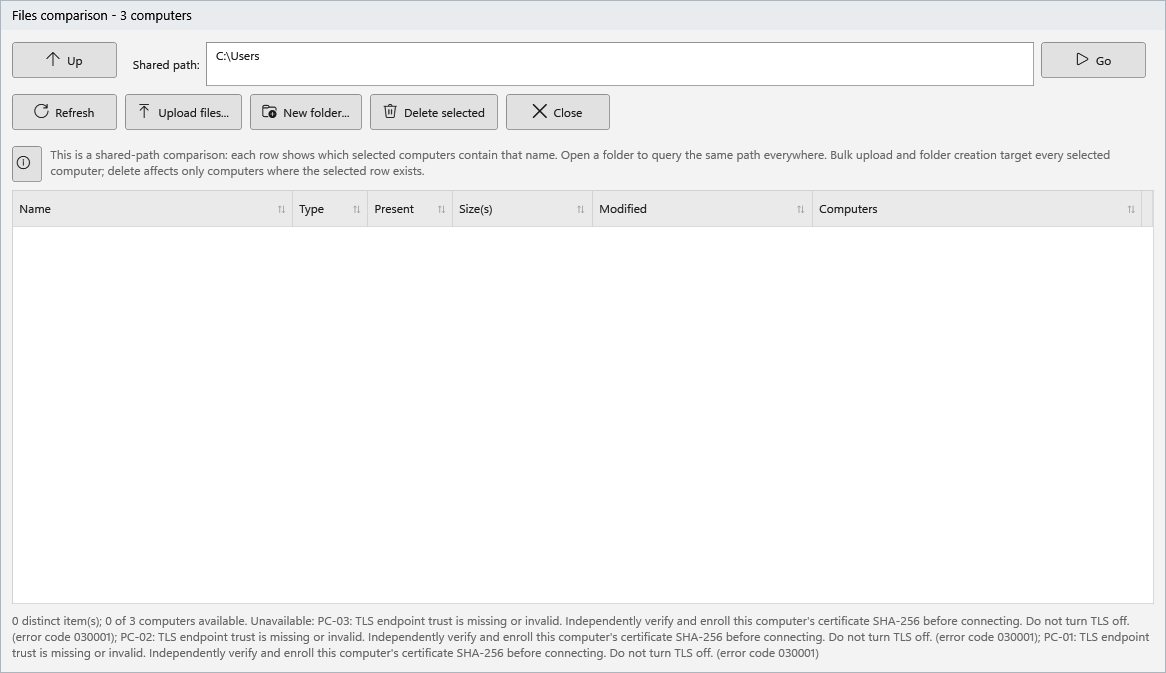 Files comparison - 3 computers
Up
Shared path:
C:\Users
Go
Refresh
Upload files...
New folder...
Delete selected
Close
This is a shared-path comparison: each row shows which selected computers contain that name. Open a folder to query the same path everywhere. Bulk upload and folder creation target every selected
computer; delete affects only computers where the selected row exists.
Name
Type
Present
Size(s)
Modified
Computers
0 distinct item(s); 0 of 3 computers available. Unavailable: PC-03: TLS endpoint trust is missing or invalid. Independently verify and enroll this computer's certificate SHA-256 before connecting. Do not turn TLS off.
(error code 030001); PC-02: TLS endpoint trust is missing or invalid. Independently verify and enroll this computer's certificate SHA-256 before connecting. Do not turn TLS off. (error code 030001); PC-01: TLS endpoint
trust is missing or invalid. Independently verify and enroll this computer's certificate SHA-256 before connecting. Do not turn TLS off. (error code 030001)